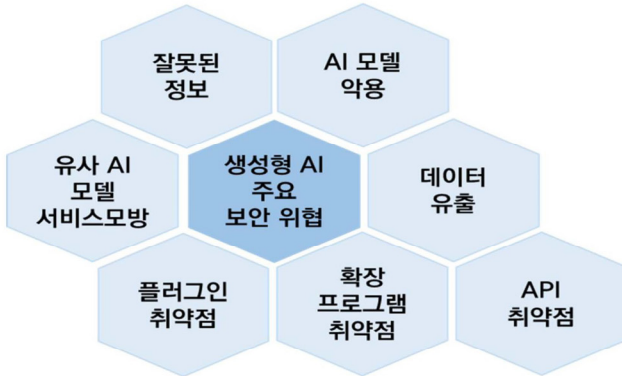 잘못된
정보
AI 모델
악용
유사 AI
모델
서비스모방
생성형 AI
주요
보안 위협
데이터
유출
플러그인
취약점
확장
프로그램
취약점
API
취약점